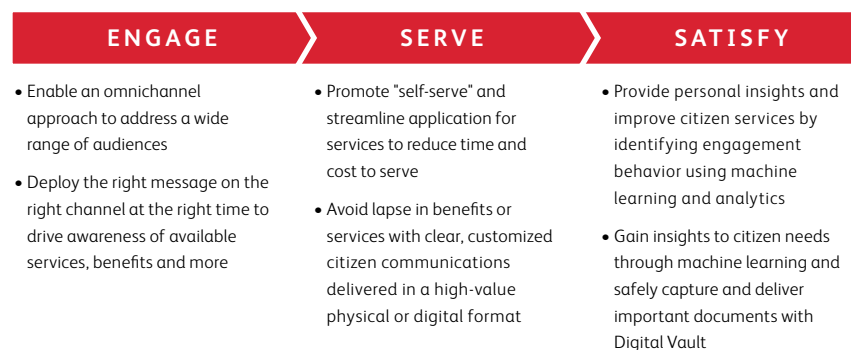 ENGAGE
SERVE
SATISFY
• Enable an omnichannel
approach to address a wide
range of audiences
• Deploy the right message on the
right channel at the right time to
drive awareness of available
services, benefits and more
• Promote "self-serve" and
streamline application for
services to reduce time and
cost to serve
• Avoid lapse in benefits or
services with clear, customized
citizen communications
delivered in a high-value
physical or digital format
• Provide personal insights and
improve citizen services by
identifying engagement
behavior using machine
learning and analytics
• Gain insights to citizen needs
through machine learning and
safely capture and deliver
important documents with
Digital Vault